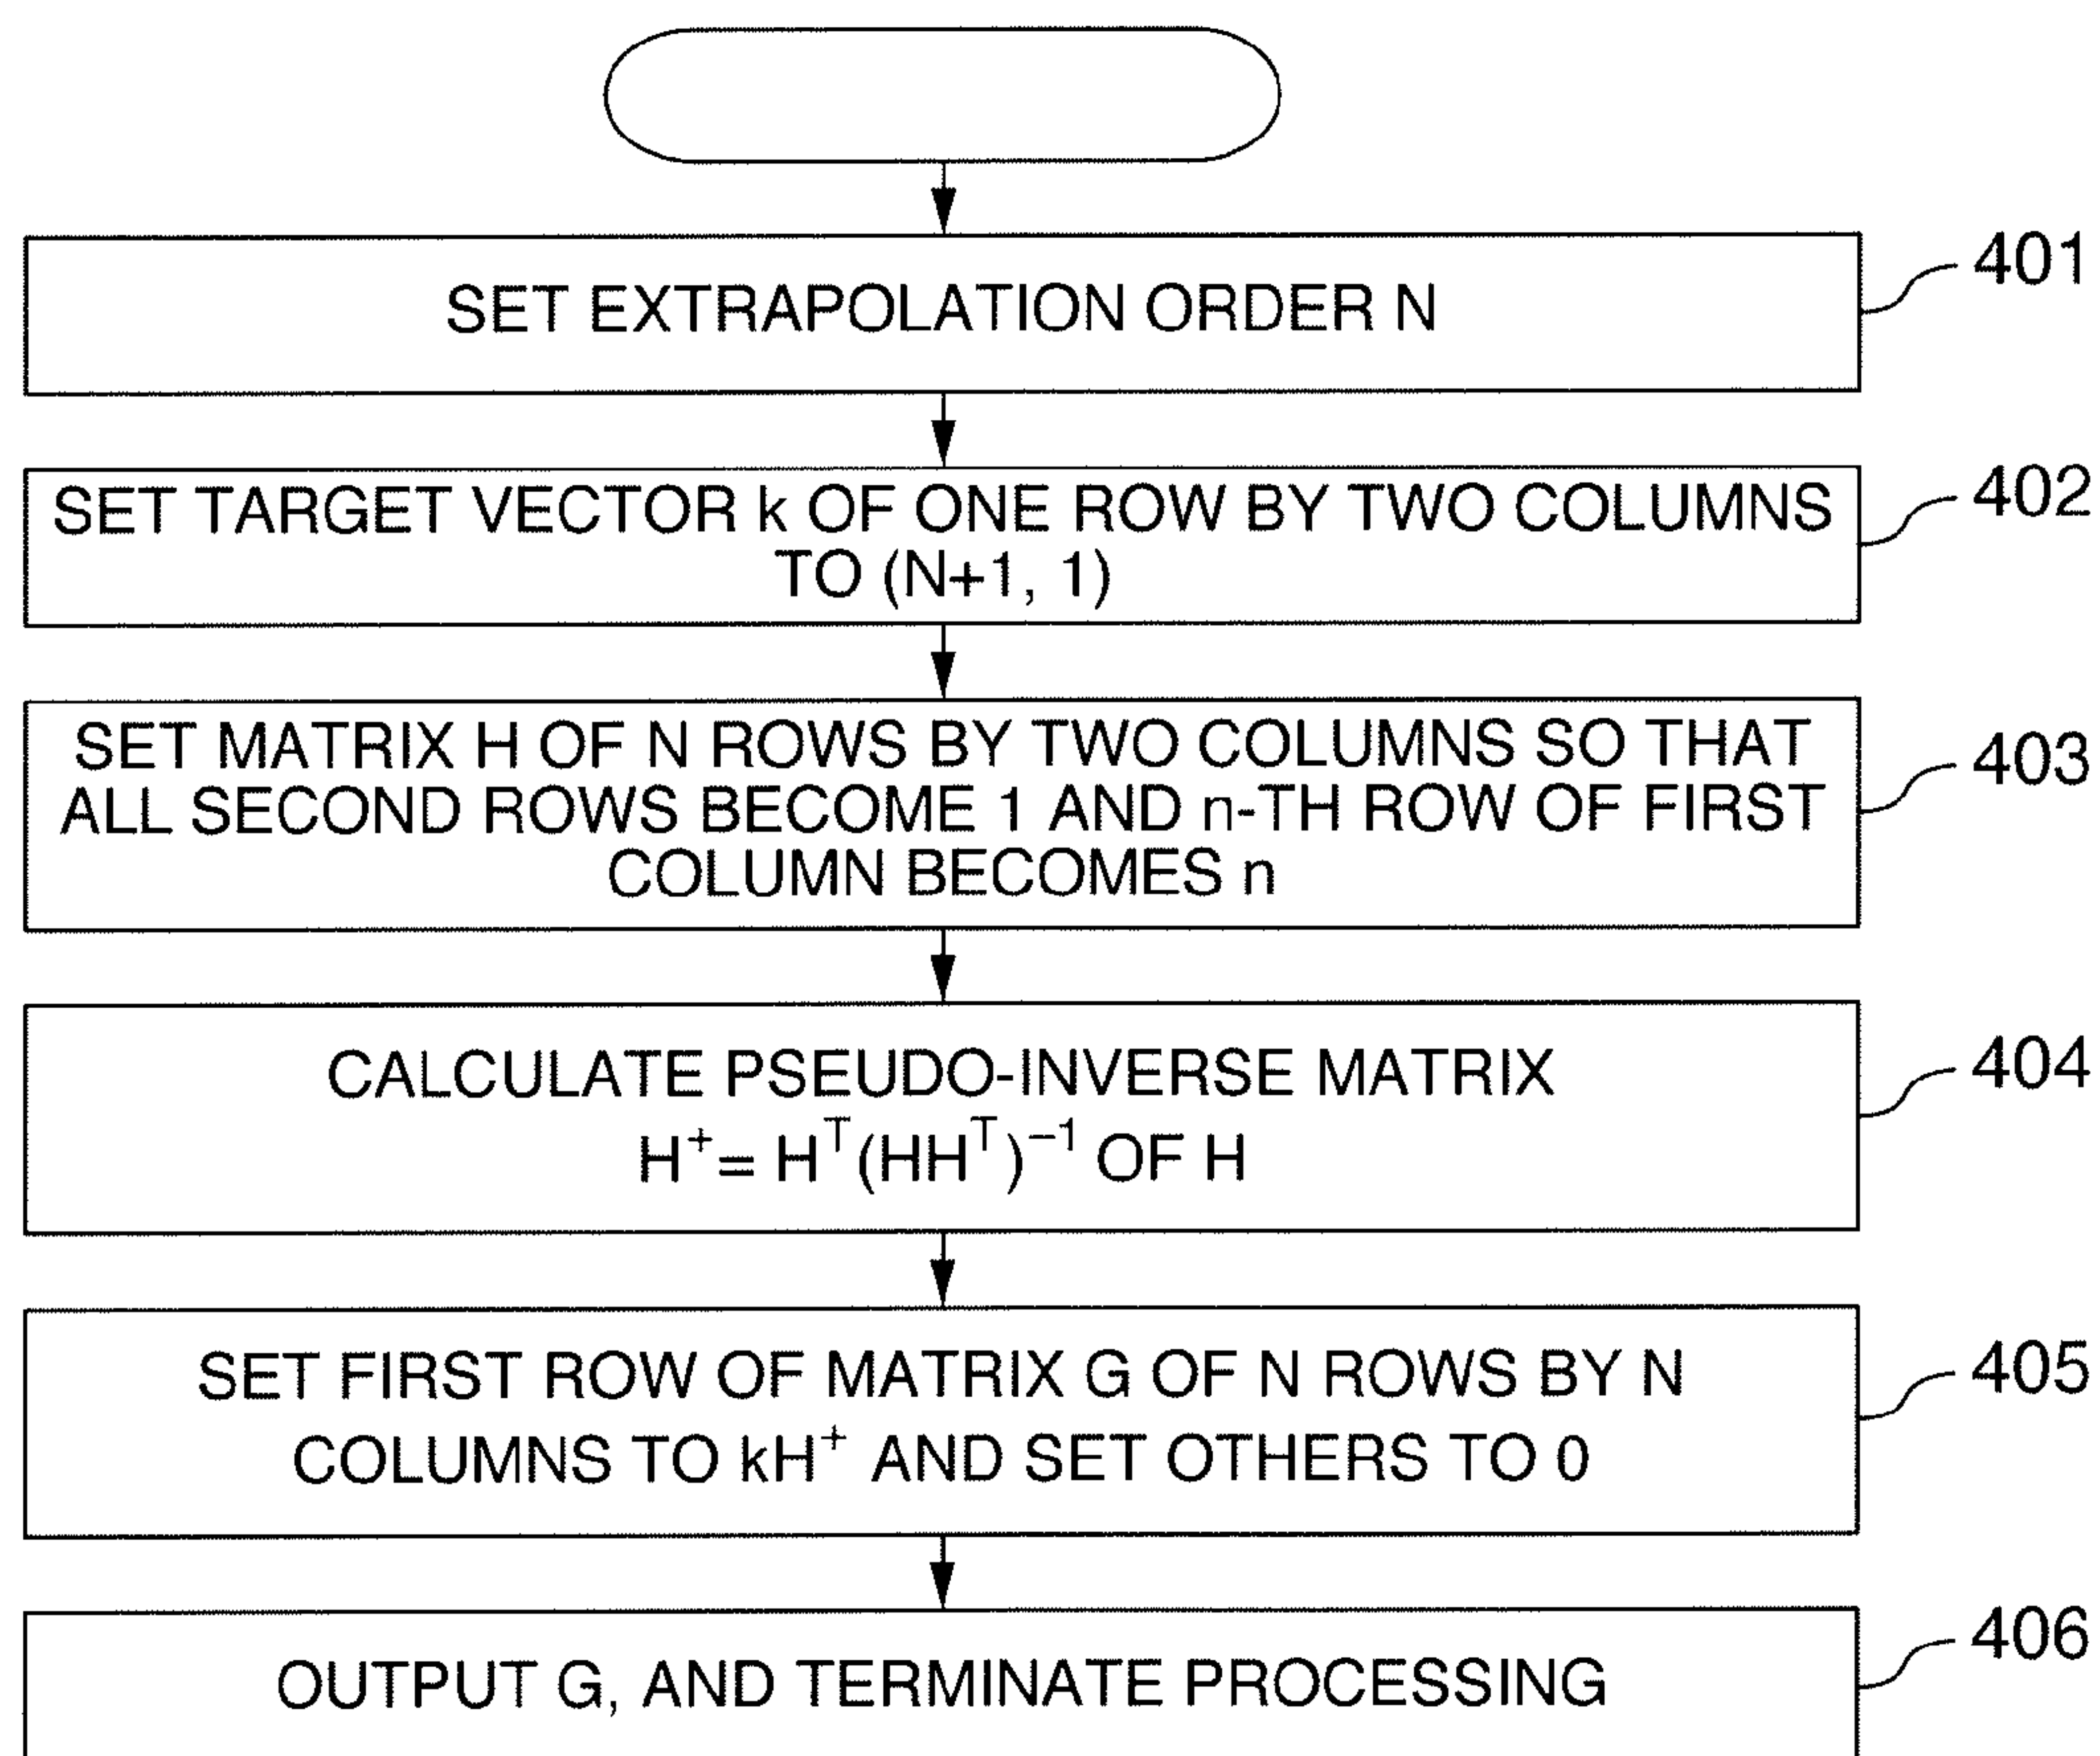 401
SET EXTRAPOLATION ORDER N
402
SET TARGET VECTOR k OF ONE ROW BY TWO COLUMNS
TO (N+1, 1)
403
SET MATRIX H OF N ROWS BY TWO COLUMNS SO THAT
ALL SECOND ROWS BECOME 1 AND n-TH ROW OF FIRST
COLUMN BECOMES n
404
CALCULATE PSEUDO-INVERSE MATRIX
H⁺= Hᵀ(HHᵀ)⁻¹ OF H
405
SET FIRST ROW OF MATRIX G OF N ROWS BY N
COLUMNS TO kH⁺ AND SET OTHERS TO 0
406
OUTPUT G, AND TERMINATE PROCESSING